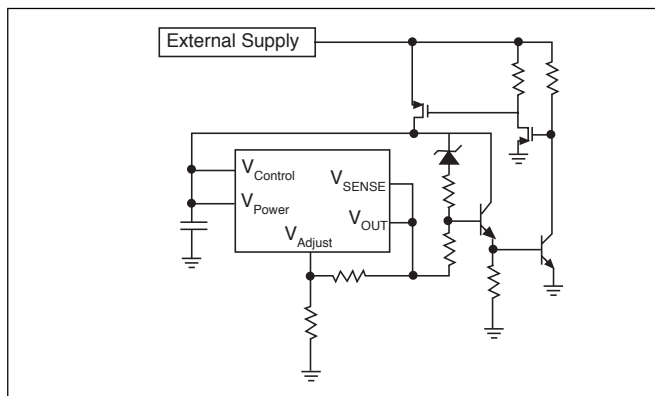 External Supply
V_Control
V_SENSE
V_Power
V_OUT
V_Adjust